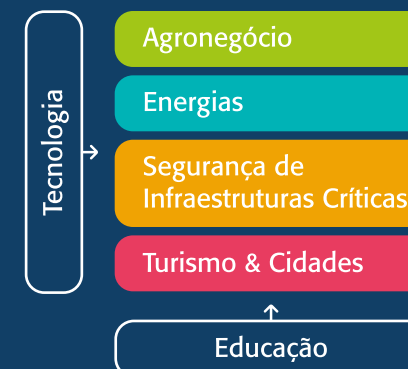 Tecnologia
Agronegócio
Energias
Segurança de
Infraestruturas Críticas
Turismo & Cidades
Educação